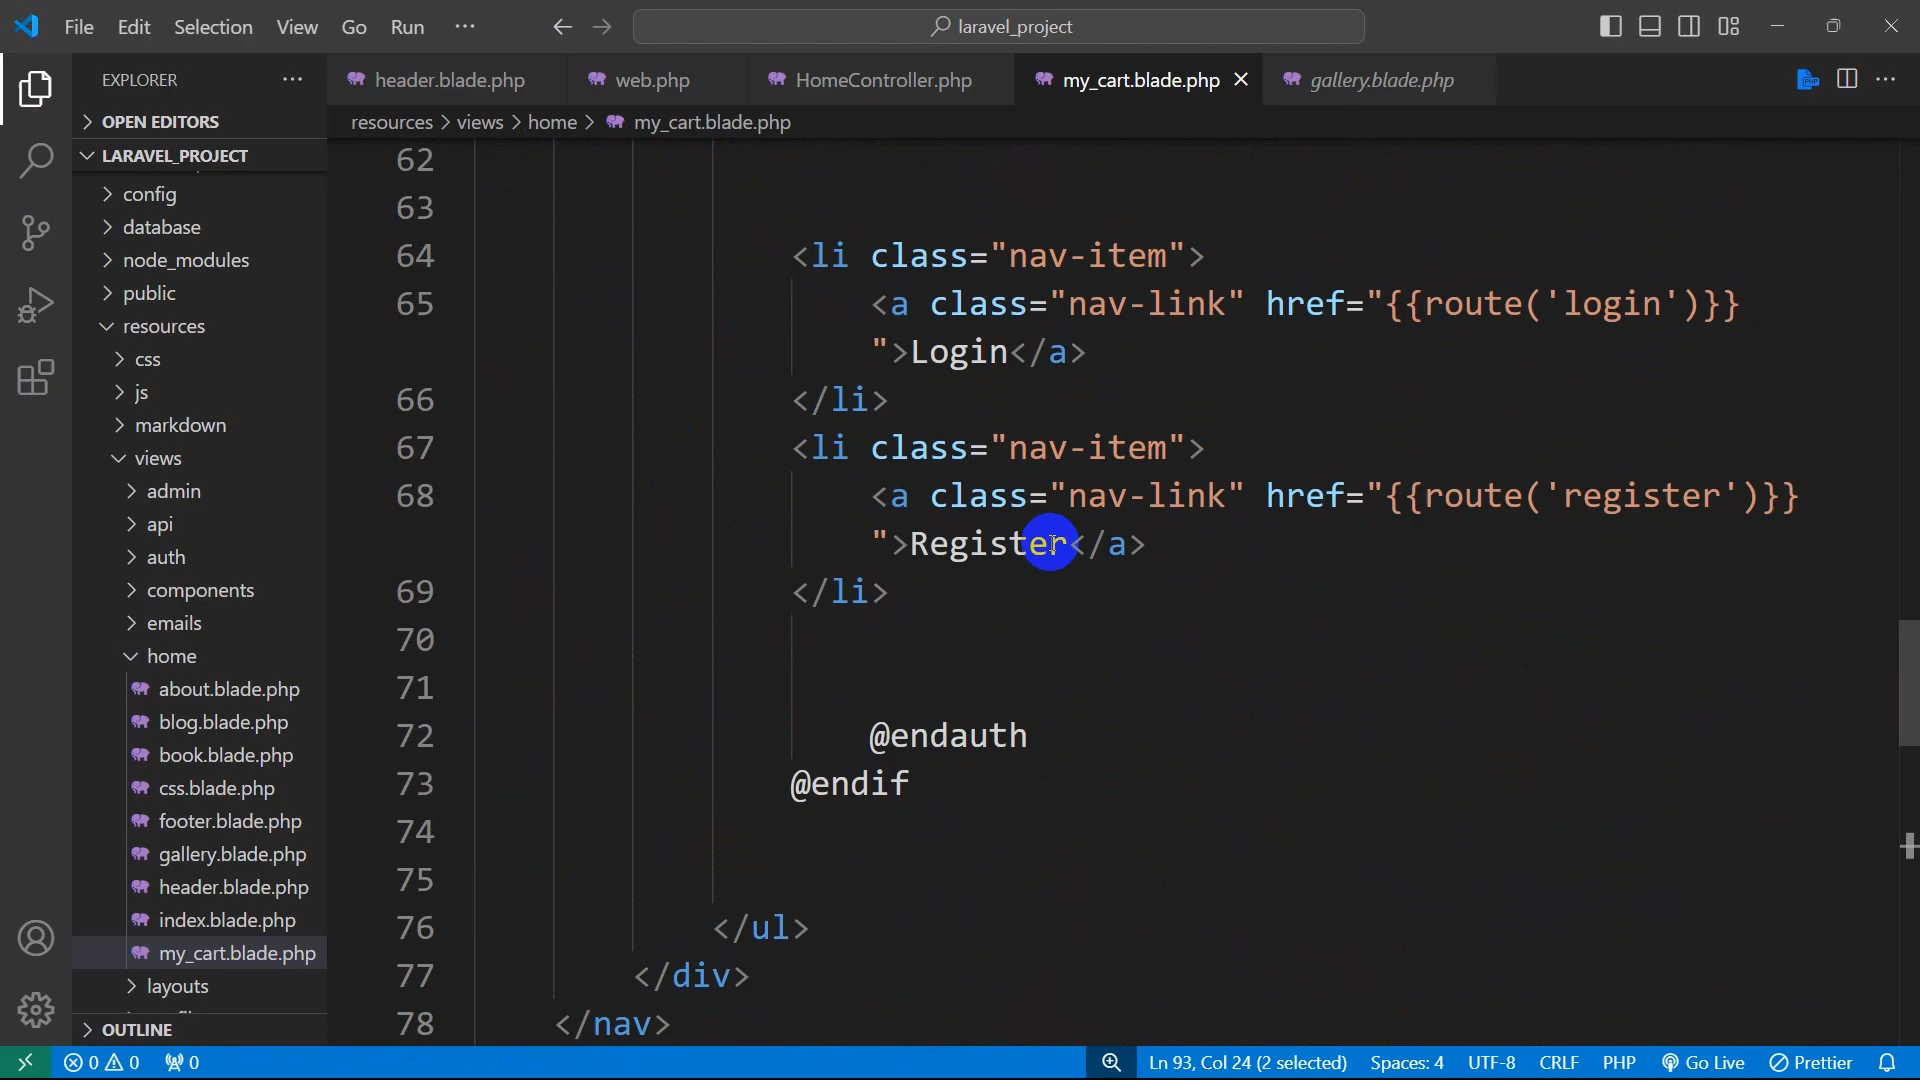 File Edit Selection View Go Run ··· laravel_project
EXPLORER ···
header.blade.php web.php HomeController.php my_cart.blade.php gallery.blade.php
OPEN EDITORS
resources > views > home > my_cart.blade.php
LARAVEL_PROJECT
config
database
node_modules
public
resources
css
js
markdown
views
admin
api
auth
components
emails
home
about.blade.php
blog.blade.php
book.blade.php
css.blade.php
footer.blade.php
gallery.blade.php
header.blade.php
index.blade.php
my_cart.blade.php
layouts
OUTLINE
62
63
64 <li class="nav-item">
65 <a class="nav-link" href="{{route('login')}}
">Login</a>
66 </li>
67 <li class="nav-item">
68 <a class="nav-link" href="{{route('register')}}
">Register</a>
69 </li>
70
71
72 @endauth
73 @endif
74
75
76 </ul>
77 </div>
78 </nav>
0 0 0 Ln 93, Col 24 (2 selected) Spaces: 4 UTF-8 CRLF PHP Go Live Prettier